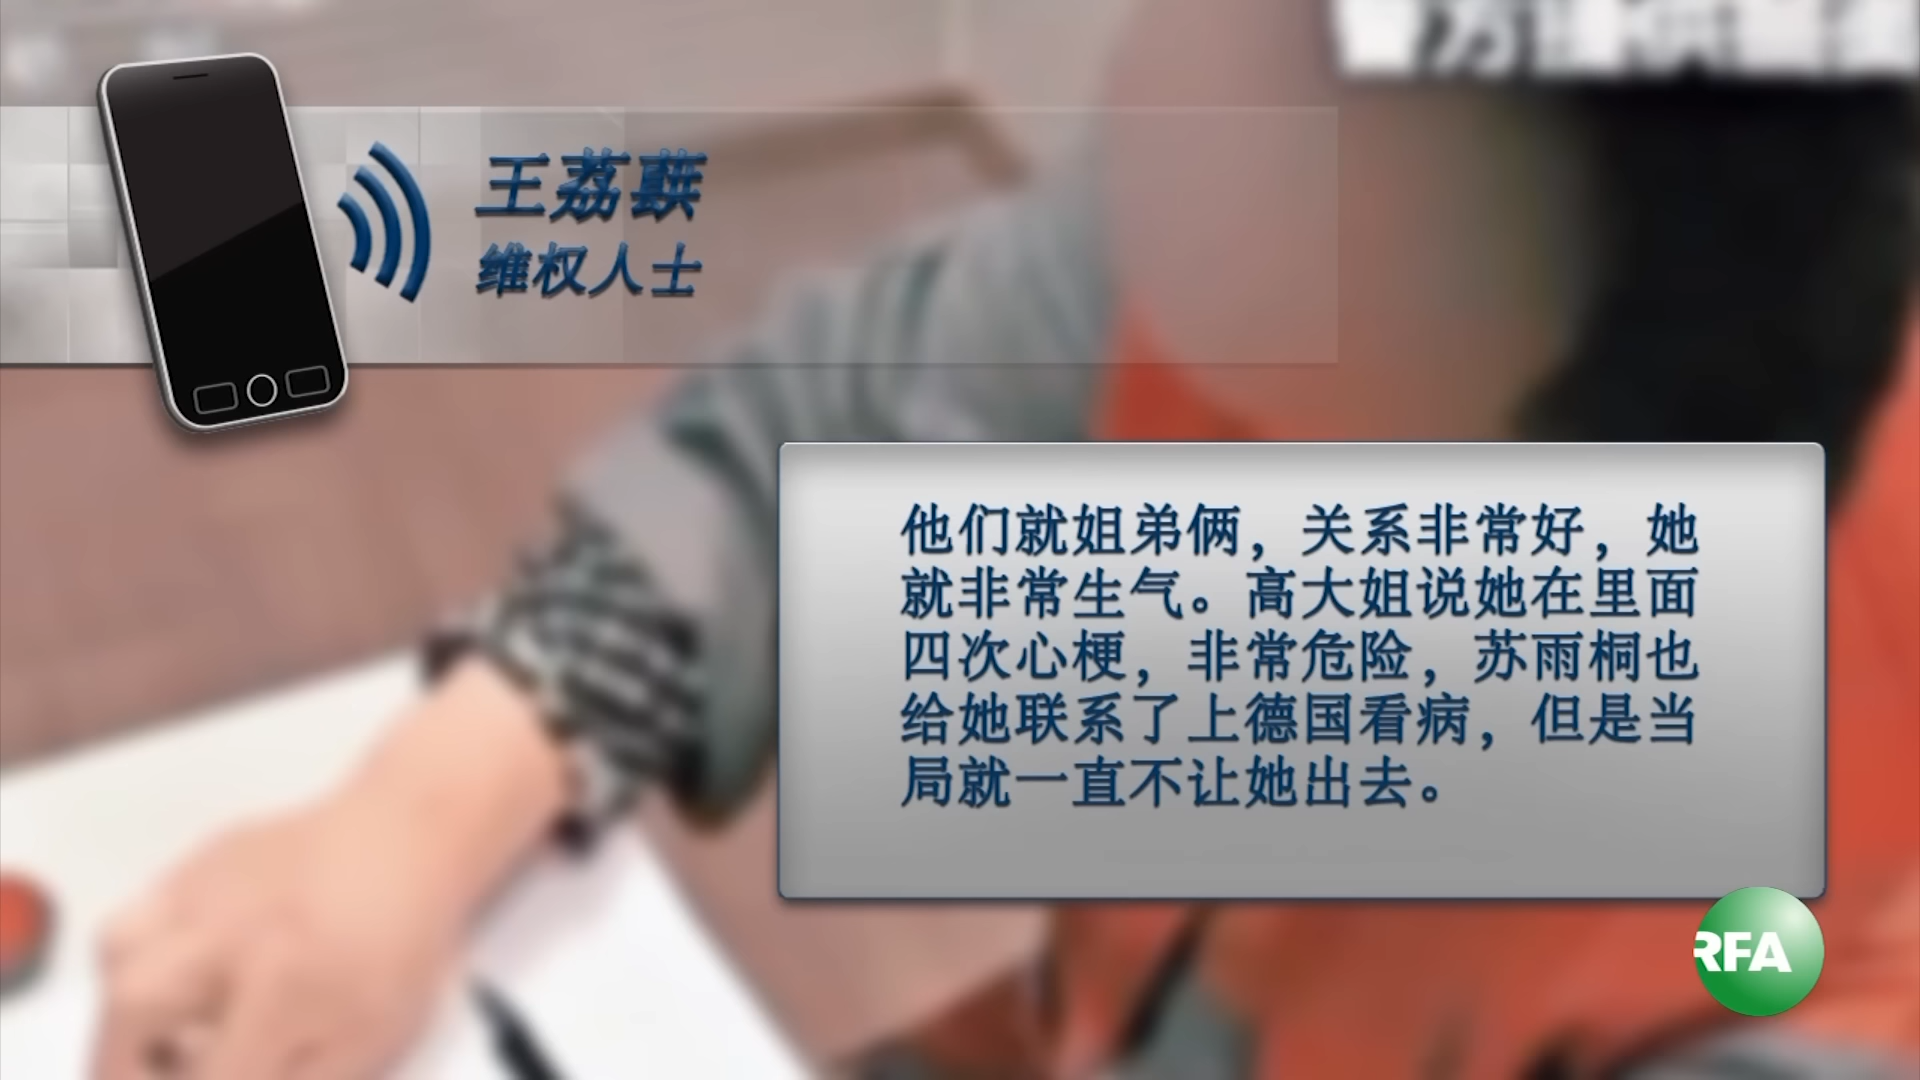 王荔蕻
维权人士
他们就姐弟俩，关系非常好，她
就非常生气。高大姐说她在里面
四次心梗，非常危险，苏雨桐也
给她联系了上德国看病，但是当
局就一直不让她出去。
RFA